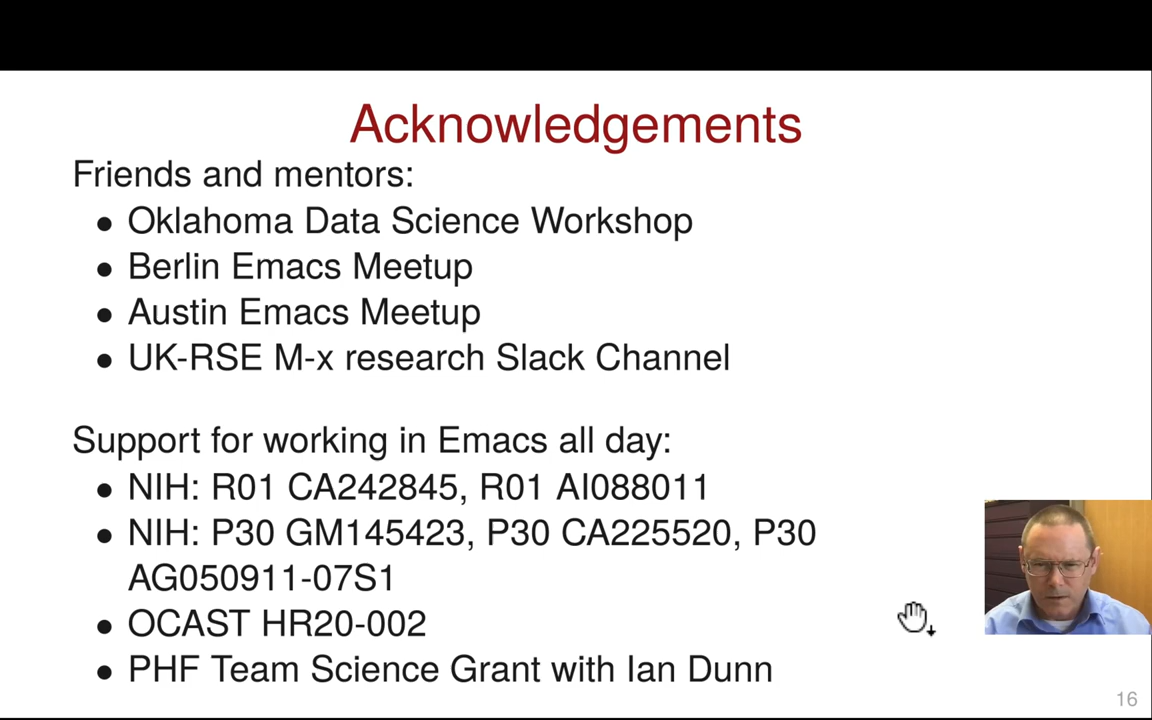 Acknowledgements
Friends and mentors:
• Oklahoma Data Science Workshop
• Berlin Emacs Meetup
• Austin Emacs Meetup
• UK-RSE M-x research Slack Channel
Support for working in Emacs all day:
• NIH: R01 CA242845, R01 AI088011
• NIH: P30 GM145423, P30 CA225520, P30
AG050911-07S1
• OCAST HR20-002
• PHF Team Science Grant with Ian Dunn
16